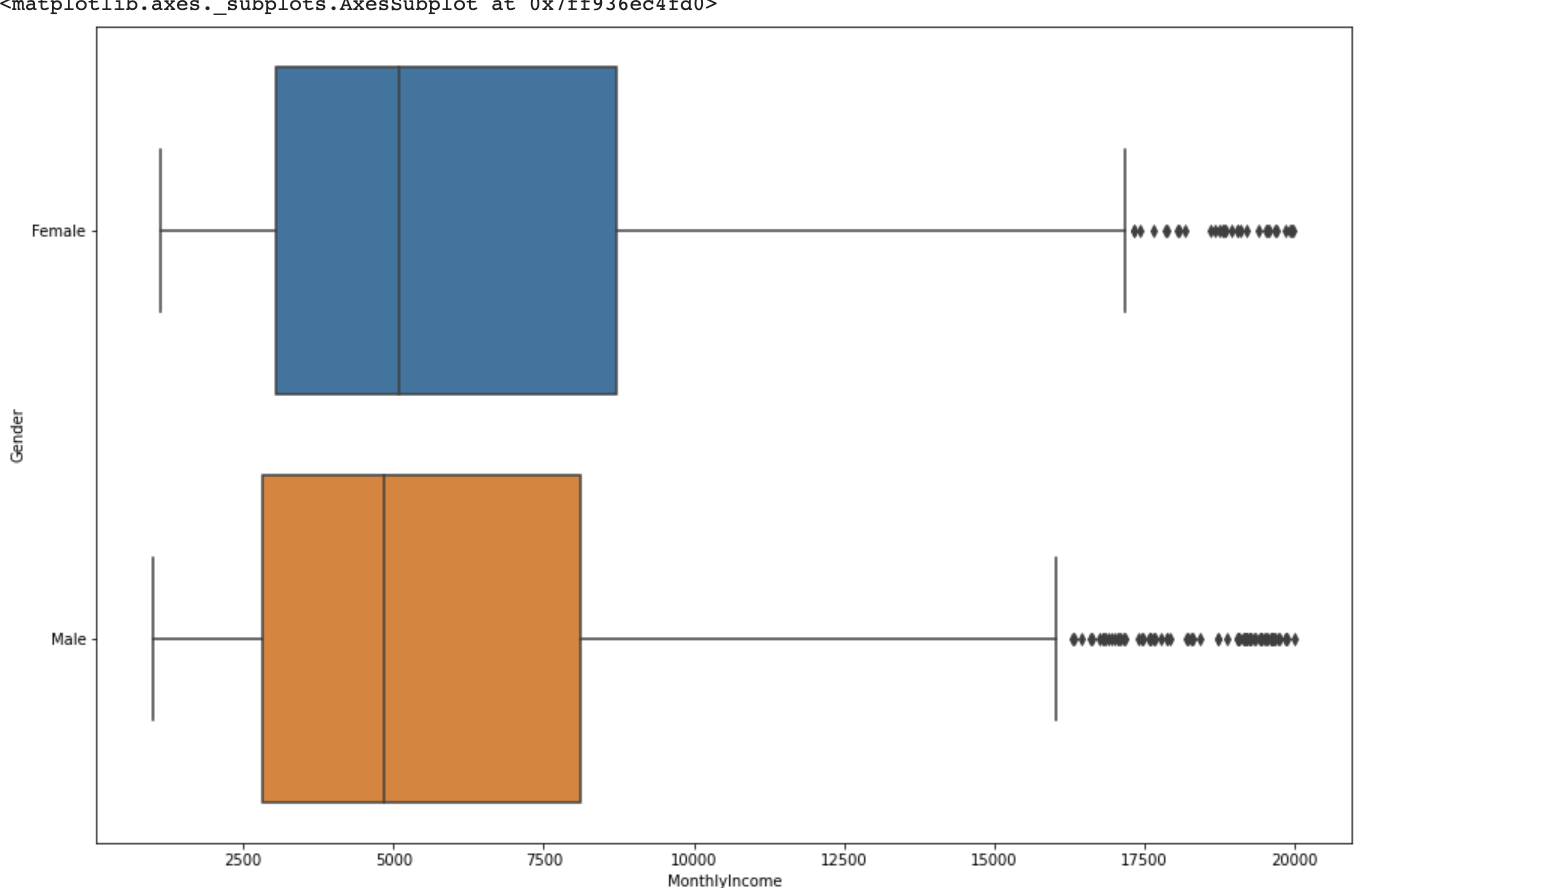 <matplotlib.axes._subplots.AxesSubplot at 0x7ff936ec4fd0>
Female
Male
Gender
2500 5000 7500 10000 12500 15000 17500 20000
MonthlyIncome